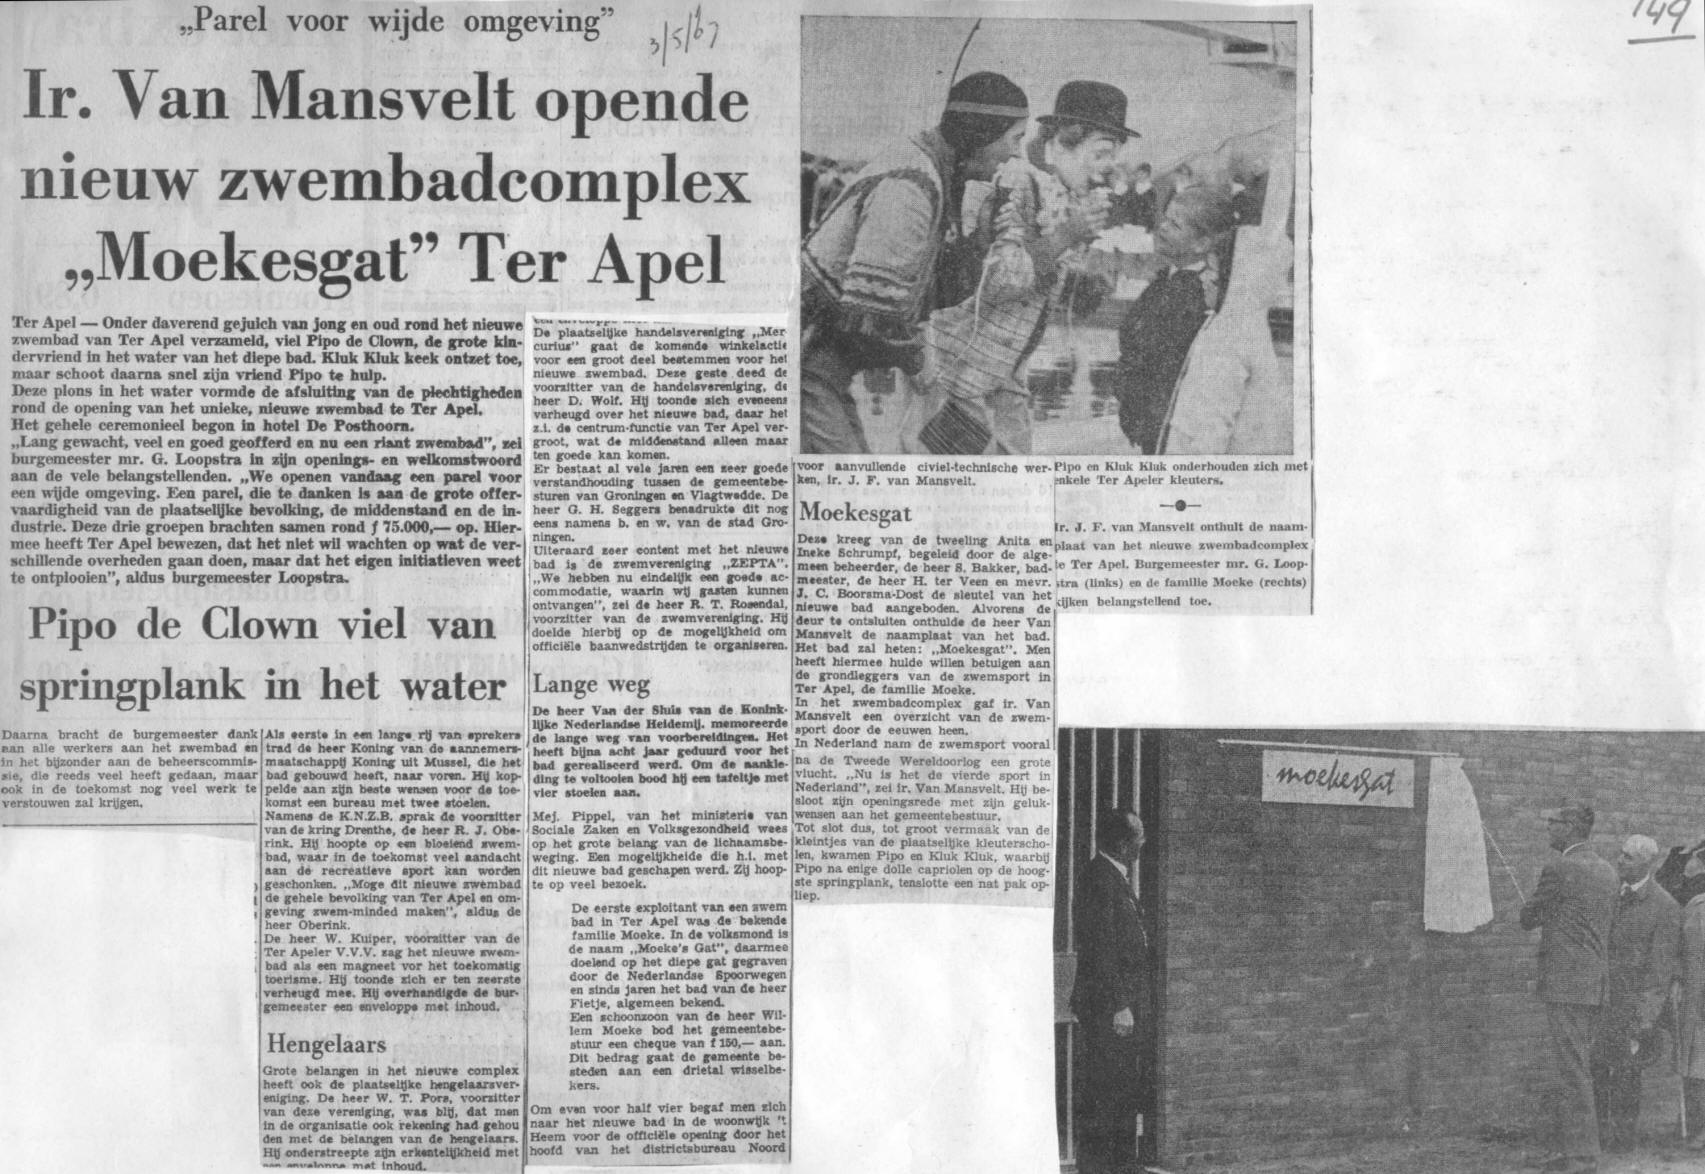 149
„Parel voor wijde omgeving”
3/5/67
Ir. Van Mansvelt opende
nieuw zwembadcomplex
„Moekesgat” Ter Apel
Ter Apel — Onder daverend gejuich van jong en oud rond het nieuwe
zwembad van Ter Apel verzameld, viel Pipo de Clown, de grote kin-
dervriend in het water van het diepe bad. Kluk Kluk keek ontzet toe,
maar schoot daarna snel zijn vriend Pipo te hulp.
Deze plons in het water vormde de afsluiting van de plechtigheden
rond de opening van het unieke, nieuwe zwembad te Ter Apel.
Het gehele ceremonieel begon in hotel De Posthoorn.
„Lang gewacht, veel en goed geofferd en nu een riant zwembad”, zei
burgemeester mr. G. Loopstra in zijn openings- en welkomstwoord
aan de vele belangstellenden. „We openen vandaag een parel voor
een wijde omgeving. Een parel, die te danken is aan de grote offer-
vaardigheid van de plaatselijke bevolking, de middenstand en de in-
dustrie. Deze drie groepen brachten samen rond ƒ 75.000,— op. Hier-
mee heeft Ter Apel bewezen, dat het niet wil wachten op wat de ver-
schillende overheden gaan doen, maar dat het eigen initiatieven weet
te ontplooien”, aldus burgemeester Loopstra.
Pipo de Clown viel van
springplank in het water
Daarna bracht de burgemeester dank
aan alle werkers aan het zwembad en
in het bijzonder aan de beheerscommis-
sie, die reeds veel heeft gedaan, maar
ook in de toekomst nog veel werk te
verstouwen zal krijgen.
Als eerste in een lange rij van sprekers
trad de heer Koning van de aannemers-
maatschappij Koning uit Mussel, die het
bad gebouwd heeft, naar voren. Hij kop-
pelde aan zijn beste wensen voor de toe-
komst een bureau met twee stoelen.
Namens de K.N.Z.B. sprak de voorzitter
van de kring Drenthe, de heer R. J. Obe-
rink. Hij hoopte op een bloeiend zwem-
bad, waar in de toekomst veel aandacht
aan de recreatieve sport kan worden
geschonken. „Moge dit nieuwe zwembad
de gehele bevolking van Ter Apel en om-
geving zwem-minded maken”, aldus de
heer Oberink.
De heer W. Kuiper, voorzitter van de
Ter Apeler V.V.V. zag het nieuwe zwem-
bad als een magneet vor het toekomstig
toerisme. Hij toonde zich er ten zeerste
verheugd mee. Hij overhandigde de bur-
gemeester een enveloppe met inhoud.
Hengelaars
Grote belangen in het nieuwe complex
heeft ook de plaatselijke hengelaarsver-
eniging. De heer W. T. Pors, voorzitter
van deze vereniging, was blij, dat men
in de organisatie ook rekening had gehou
den met de belangen van de hengelaars.
Hij onderstreepte zijn erkentelijkheid met
een enveloppe met inhoud.
De plaatselijke handelsvereniging „Mer-
curius” gaat de komende winkelactie
voor een groot deel bestemmen voor het
nieuwe zwembad. Deze geste deed de
voorzitter van de handelsvereniging, de
heer D. Wolf. Hij toonde zich eveneens
verheugd over het nieuwe bad, daar het
z.i. de centrum-functie van Ter Apel ver-
groot, wat de middenstand alleen maar
ten goede kan komen.
Er bestaat al vele jaren een zeer goede
verstandhouding tussen de gemeentebe-
sturen van Groningen en Vlagtwedde. De
heer G. H. Seggers benadrukte dit nog
eens namens b. en w. van de stad Gro-
ningen.
Uiteraard zeer content met het nieuwe
bad is de zwemvereniging „ZEPTA”.
„We hebben nu eindelijk een goede ac-
commodatie, waarin wij gasten kunnen
ontvangen”, zei de heer R. T. Rosendal,
voorzitter van de zwemvereniging. Hij
doelde hierbij op de mogelijkheid om
officiële baanwedstrijden te organiseren.
Lange weg
De heer Van der Sluis van de Konink-
lijke Nederlandse Heidemij. memoreerde
de lange weg van voorbereidingen. Het
heeft bijna acht jaar geduurd voor het
bad gerealiseerd werd. Om de aankle-
ding te voltooien bood hij een tafeltje met
vier stoelen aan.
Mej. Pippel, van het ministerie van
Sociale Zaken en Volksgezondheid wees
op het grote belang van de lichaamsbe-
weging. Een mogelijkheide die h.i. met
dit nieuwe bad geschapen werd. Zij hoop-
te op veel bezoek.
De eerste exploitant van een zwem
bad in Ter Apel was de bekende
familie Moeke. In de volksmond is
de naam „Moeke's Gat”, daarmee
doelend op het diepe gat gegraven
door de Nederlandse Spoorwegen
en sinds jaren het bad van de heer
Fietje, algemeen bekend.
Een schoonzoon van de heer Wil-
lem Moeke bod het gemeentebe-
stuur een cheque van f 150,— aan.
Dit bedrag gaat de gemeente be-
steden aan een drietal wisselbe-
kers.
Om even voor half vier begaf men zich
naar het nieuwe bad in de woonwijk 't
Heem voor de officiële opening door het
hoofd van het districtsbureau Noord
voor aanvullende civiel-technische wer-
ken, ir. J. F. van Mansvelt.
Moekesgat
Deze kreeg van de tweeling Anita en
Ineke Schrumpf, begeleid door de alge-
meen beheerder, de heer S. Bakker, bad-
meester, de heer H. ter Veen en mevr.
J. C. Boorsma-Dost de sleutel van het
nieuwe bad aangeboden. Alvorens de
deur te ontsluiten onthulde de heer Van
Mansvelt de naamplaat van het bad.
Het bad zal heten: „Moekesgat”. Men
heeft hiermee hulde willen betuigen aan
de grondleggers van de zwemsport in
Ter Apel, de familie Moeke.
In het zwembadcomplex gaf ir. Van
Mansvelt een overzicht van de zwem-
sport door de eeuwen heen.
In Nederland nam de zwemsport vooral
na de Tweede Wereldoorlog een grote
vlucht. „Nu is het de vierde sport in
Nederland”, zei ir. Van Mansvelt. Hij be-
sloot zijn openingsrede met zijn geluk-
wensen aan het gemeentebestuur.
Tot slot dus, tot groot vermaak van de
kleintjes van de plaatselijke kleuterscho-
len, kwamen Pipo en Kluk Kluk, waarbij
Pipo na enige dolle capriolen op de hoog-
ste springplank, tenslotte een nat pak op-
liep.
Pipo en Kluk Kluk onderhouden zich met
enkele Ter Apeler kleuters.
Ir. J. F. van Mansvelt onthult de naam-
plaat van het nieuwe zwembadcomplex
te Ter Apel. Burgemeester mr. G. Loop-
stra (links) en de familie Moeke (rechts)
kijken belangstellend toe.
moekesgat